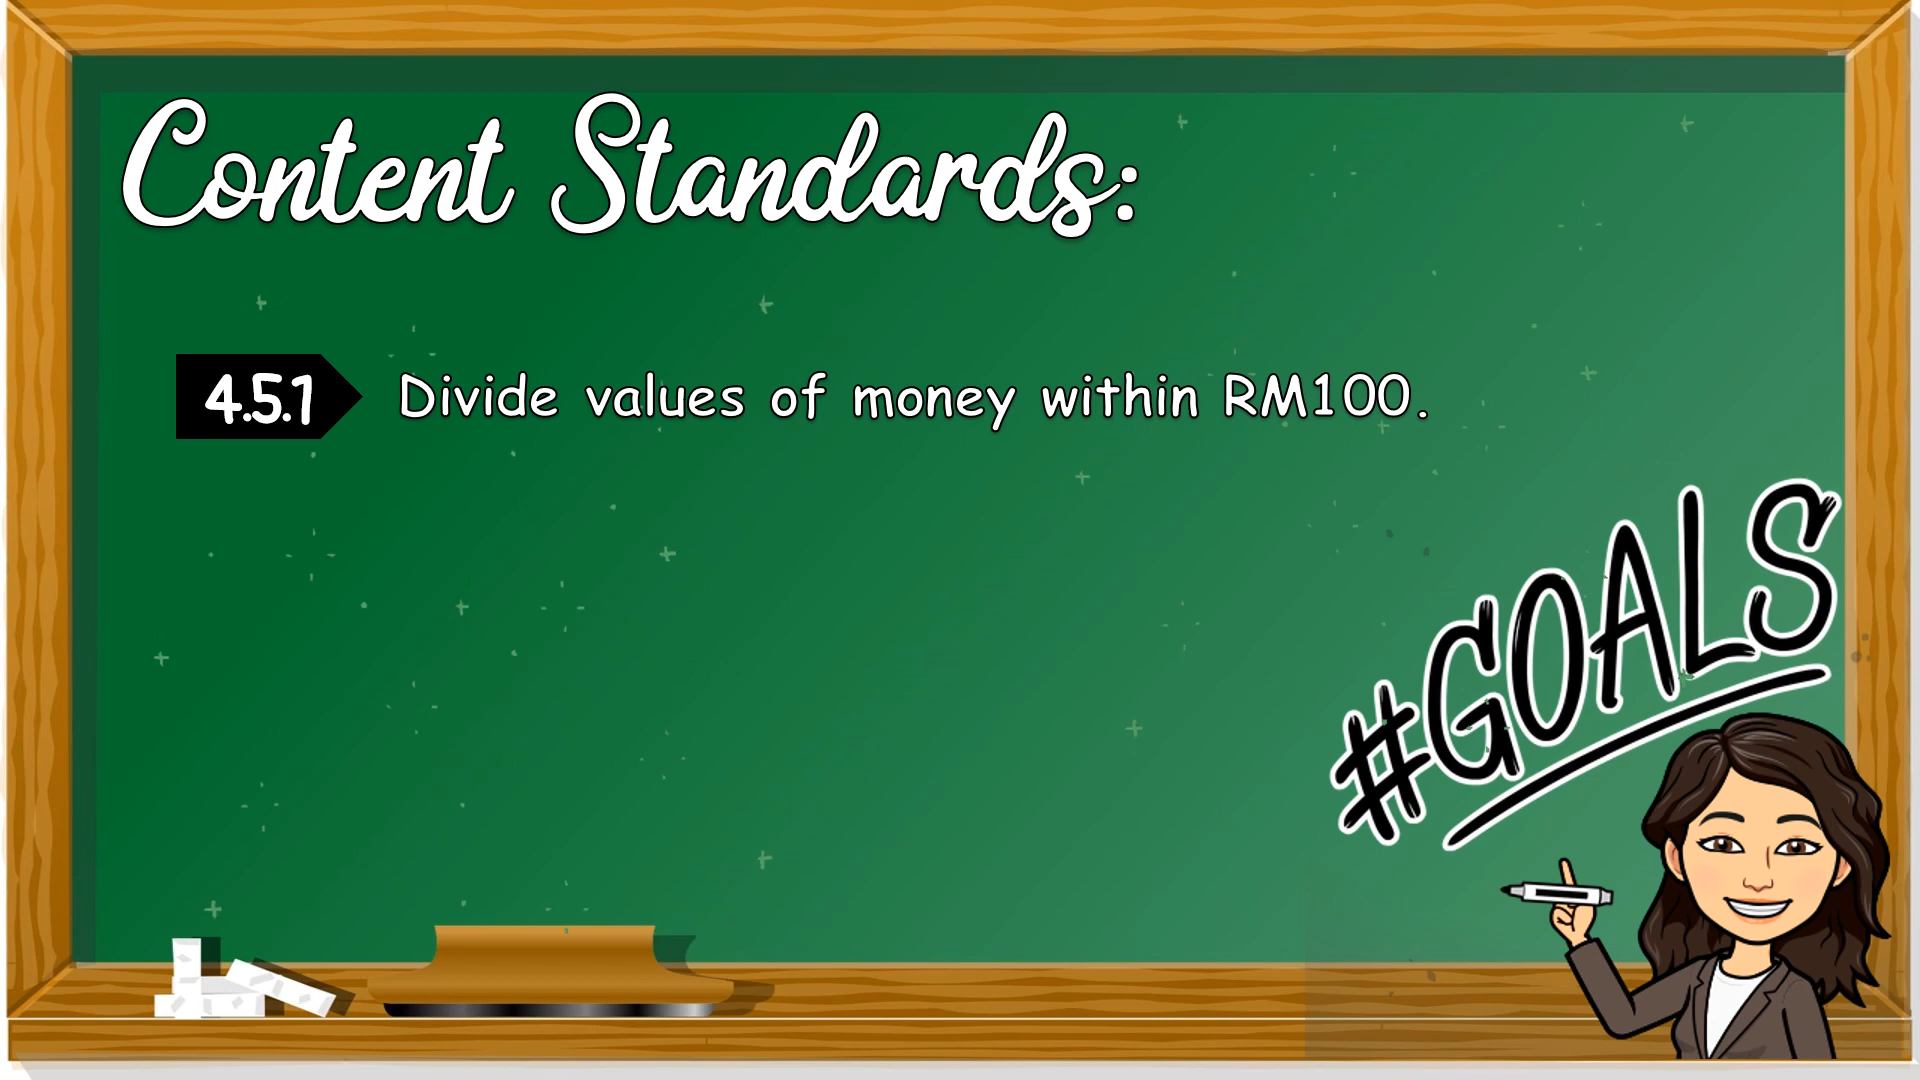 Content Standards:
4.5.1 Divide values of money within RM100.
#GOALS